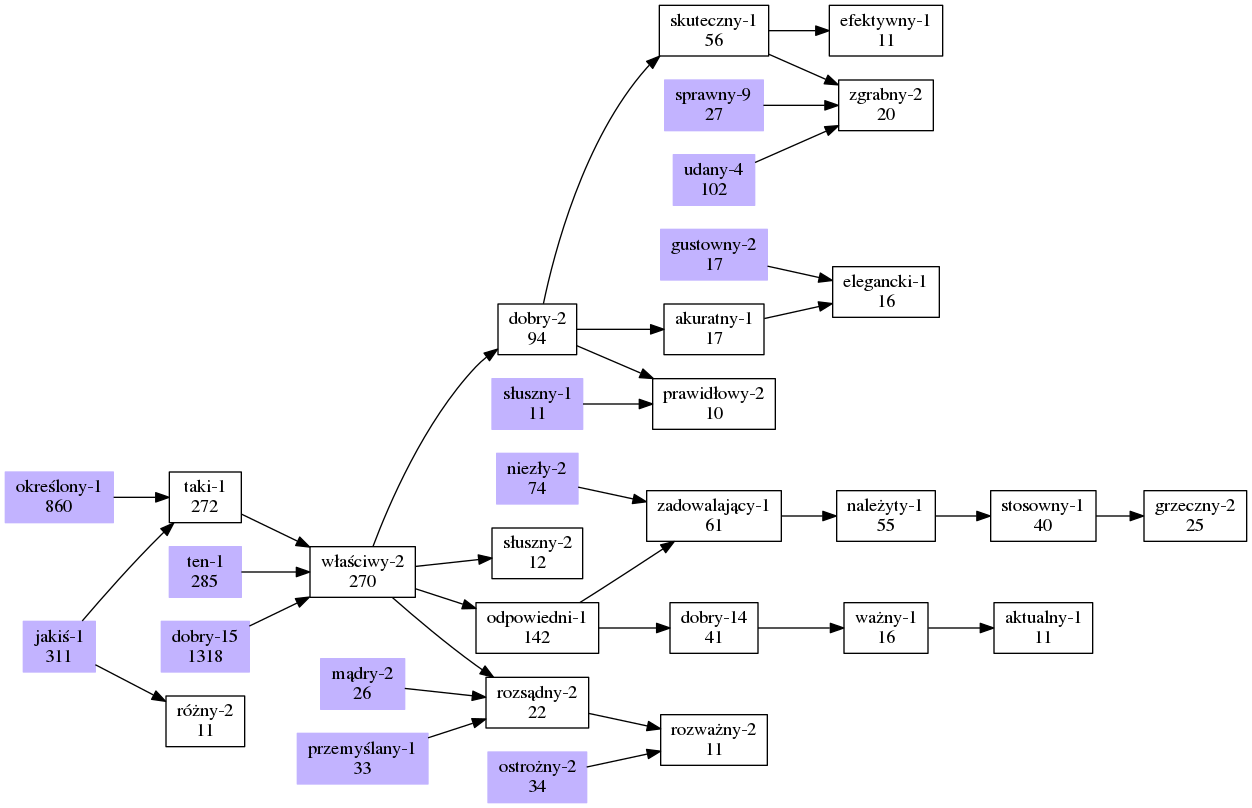 skuteczny-1
56
efektywny-1
11
sprawny-9
27
zgrabny-2
20
udany-4
102
gustowny-2
17
elegancki-1
16
dobry-2
94
akuratny-1
17
słuszny-1
11
prawidłowy-2
10
niezły-2
74
określony-1
860
taki-1
272
zadowalający-1
61
należyty-1
55
stosowny-1
40
grzeczny-2
25
ten-1
285
właściwy-2
270
słuszny-2
12
jakiś-1
311
dobry-15
1318
odpowiedni-1
142
dobry-14
41
ważny-1
16
aktualny-1
11
mądry-2
26
rozsądny-2
22
różny-2
11
przemyślany-1
33
rozważny-2
11
ostrożny-2
34